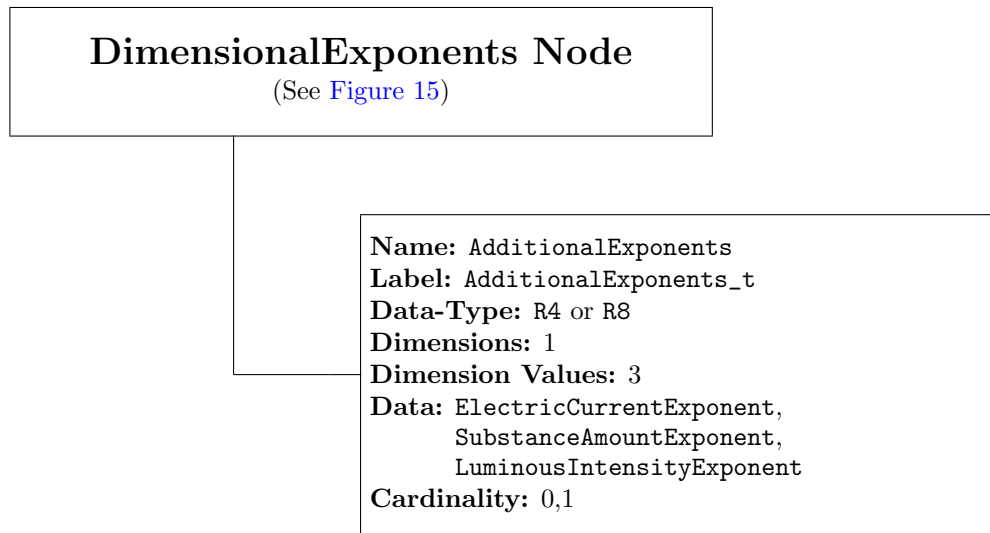 DimensionalExponents Node
(See Figure 15)
Name: AdditionalExponents
Label: AdditionalExponents_t
Data-Type: R4 or R8
Dimensions: 1
Dimension Values: 3
Data: ElectricCurrentExponent,
SubstanceAmountExponent,
LuminousIntensityExponent
Cardinality: 0,1